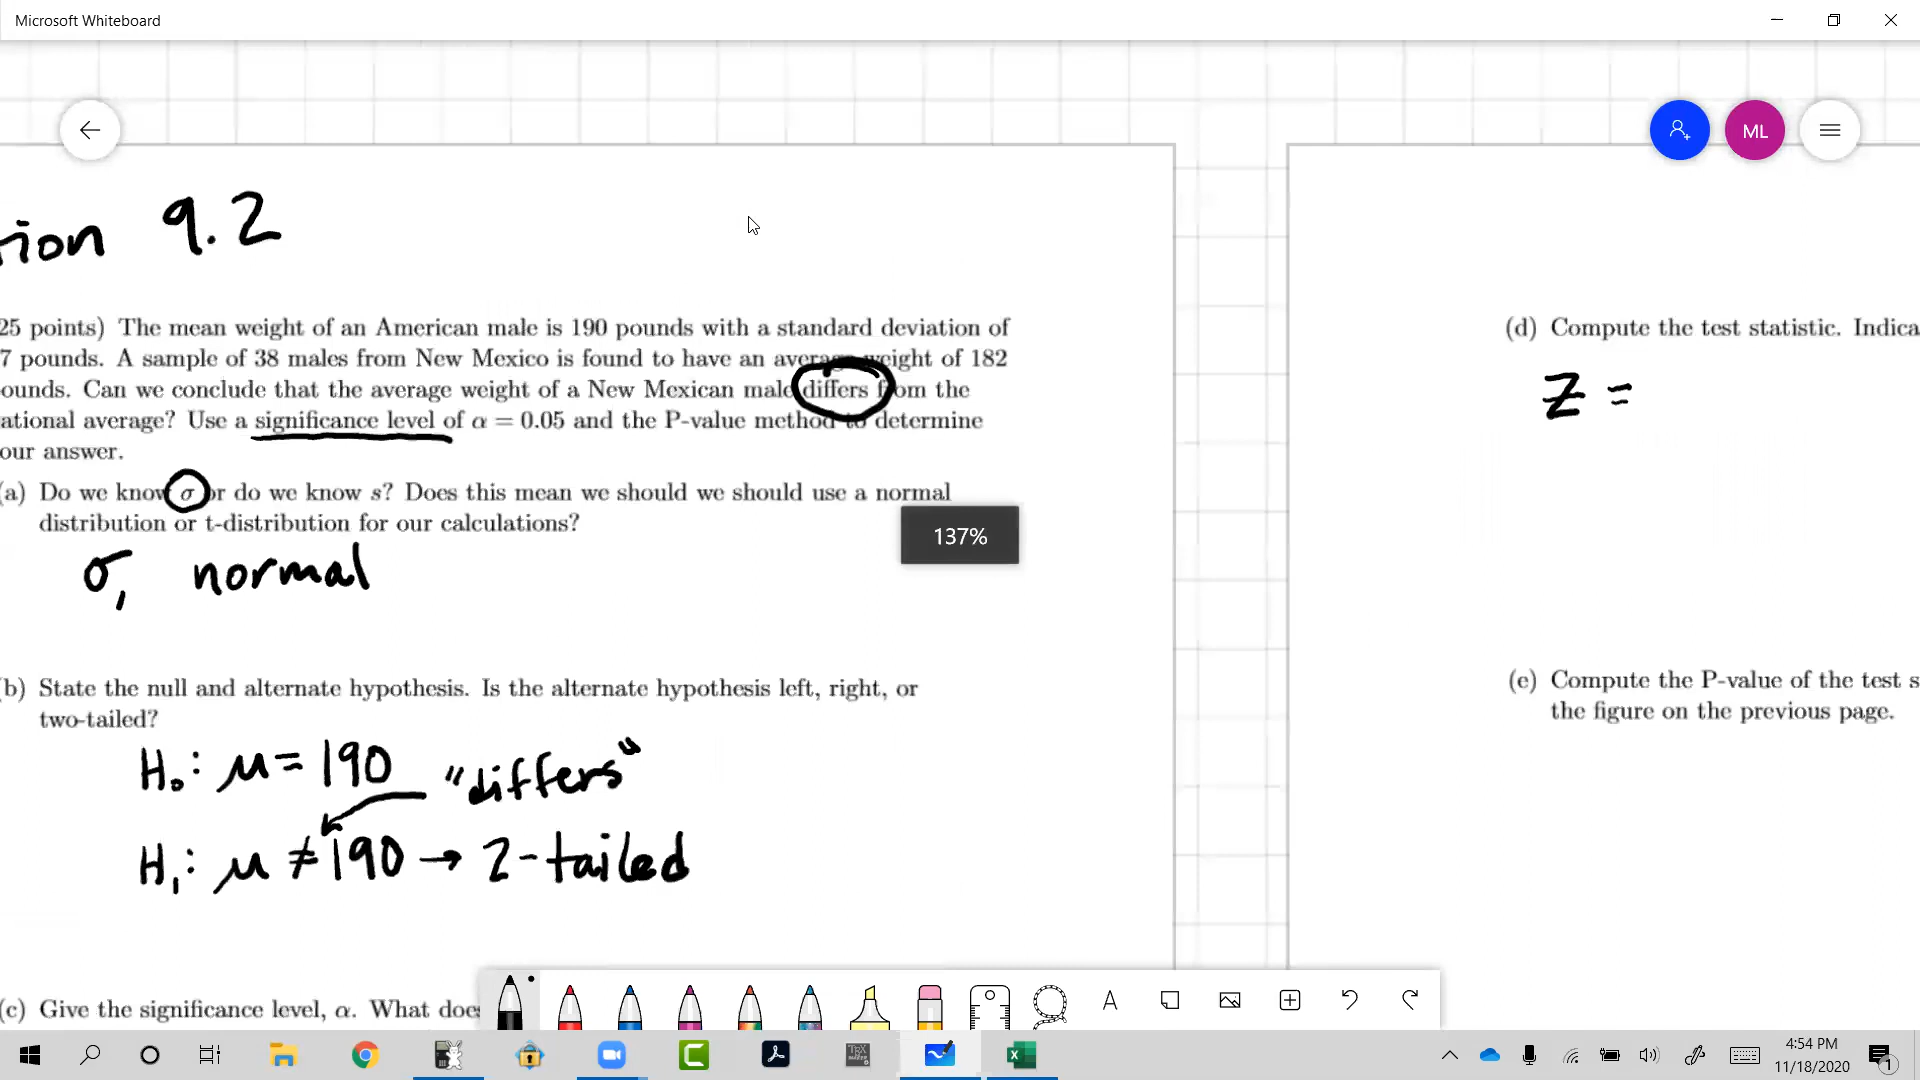 Microsoft Whiteboard
ML
tion 9.2
25 points) The mean weight of an American male is 190 pounds with a standard deviation of
7 pounds. A sample of 38 males from New Mexico is found to have an average weight of 182
ounds. Can we conclude that the average weight of a New Mexican male differs from the
ational average? Use a significance level of α = 0.05 and the P-value method to determine
our answer.
(a) Do we know σ or do we know s? Does this mean we should we should use a normal
distribution or t-distribution for our calculations?
σ, normal
137%
(b) State the null and alternate hypothesis. Is the alternate hypothesis left, right, or
two-tailed?
H₀: μ = 190 "differs"
H₁: μ ≠ 190 → 2-tailed
(c) Give the significance level, α. What does
(d) Compute the test statistic. Indica
Z =
(e) Compute the P-value of the test s
the figure on the previous page.
A
4:54 PM
11/18/2020
1